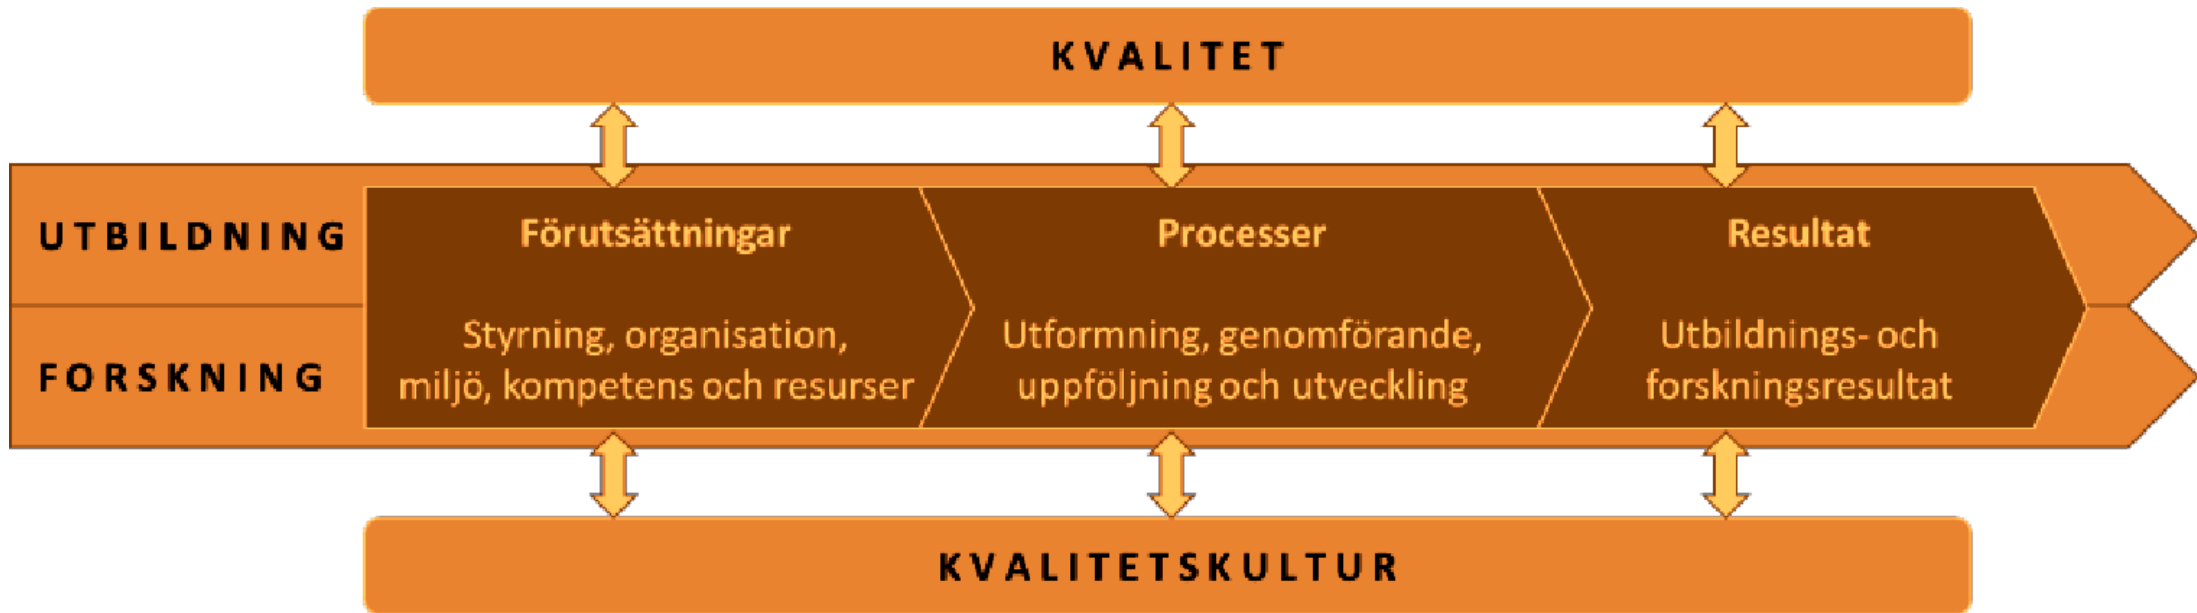 KVALITET
UTBILDNING
FORSKNING
Förutsättningar
Styrning, organisation,
miljö, kompetens och resurser
Processer
Utformning, genomförande,
uppföljning och utveckling
Resultat
Utbildnings- och
forskningsresultat
KVALITETSKULTUR